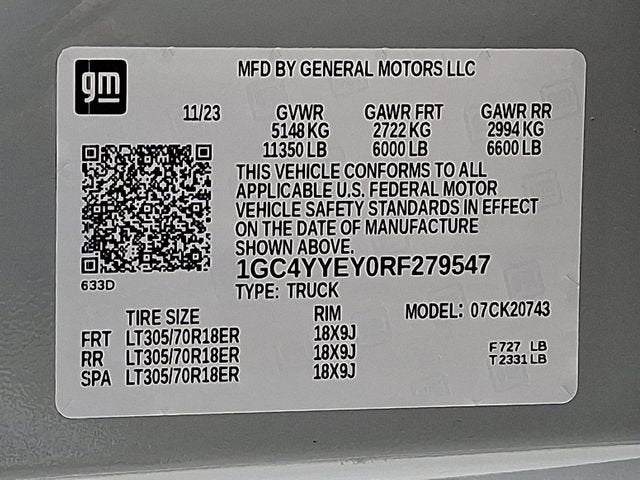 gm
MFD BY GENERAL MOTORS LLC
11/23 GVWR GAWR FRT GAWR RR
5148 KG 2722 KG 2994 KG
11350 LB 6000 LB 6600 LB
THIS VEHICLE CONFORMS TO ALL
APPLICABLE U.S. FEDERAL MOTOR
VEHICLE SAFETY STANDARDS IN EFFECT
ON THE DATE OF MANUFACTURE
SHOWN ABOVE.
1GC4YYEY0RF279547
633D
TYPE: TRUCK
TIRE SIZE RIM MODEL: 07CK20743
FRT LT305/70R18ER 18X9J
RR LT305/70R18ER 18X9J
SPA LT305/70R18ER 18X9J
F 727 LB
T 2331 LB